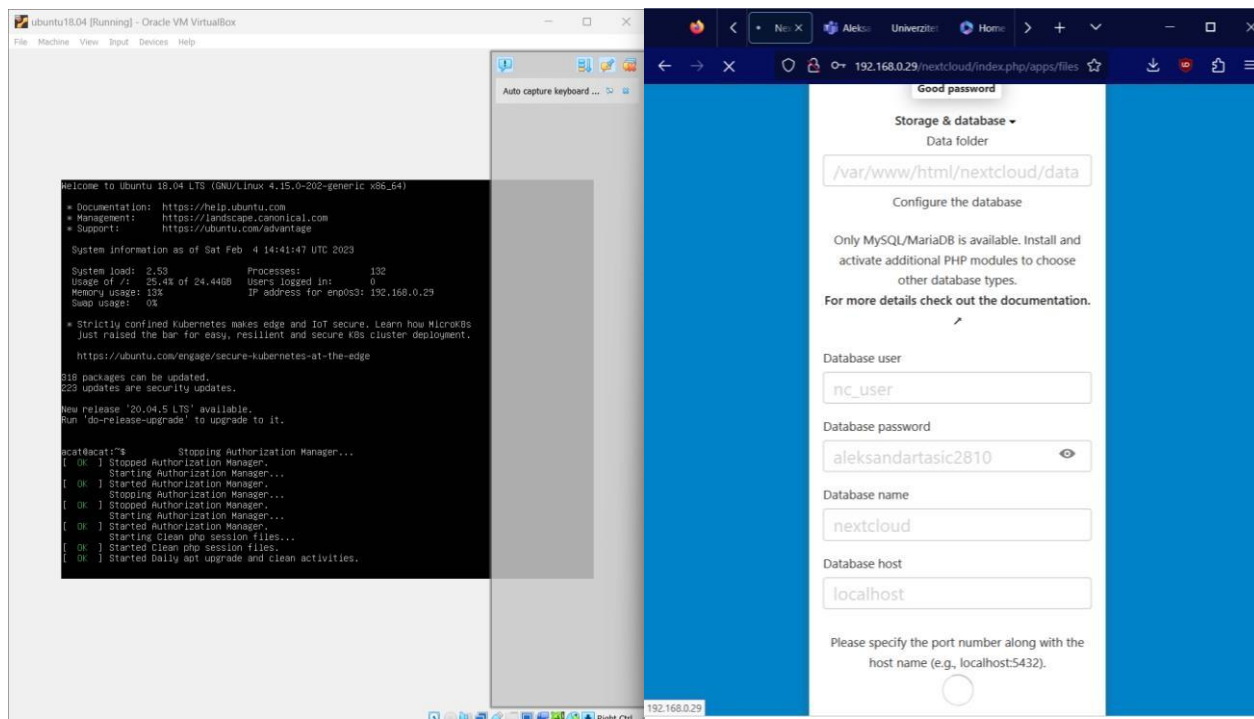 ubuntu18.04 [Running] - Oracle VM VirtualBox
File Machine View Input Devices Help
Auto capture keyboard ...
Welcome to Ubuntu 18.04 LTS (GNU/Linux 4.15.0-202-generic x86_64)
* Documentation: https://help.ubuntu.com
* Management: https://landscape.canonical.com
* Support: https://ubuntu.com/advantage
System information as of Sat Feb 4 14:41:47 UTC 2023
System load: 2.53 Processes: 132
Usage of /: 25.4% of 24.44GB Users logged in: 0
Memory usage: 13% IP address for enp0s3: 192.168.0.29
Swap usage: 0%
* Strictly confined Kubernetes makes edge and IoT secure. Learn how MicroK8s
just raised the bar for easy, resilient and secure K8s cluster deployment.
https://ubuntu.com/engage/secure-kubernetes-at-the-edge
318 packages can be updated.
223 updates are security updates.
New release '20.04.5 LTS' available.
Run 'do-release-upgrade' to upgrade to it.
acat@acat:~$ Stopping Authorization Manager...
[ OK ] Stopped Authorization Manager.
Starting Authorization Manager...
[ OK ] Started Authorization Manager.
Stopping Authorization Manager...
[ OK ] Stopped Authorization Manager.
Starting Authorization Manager...
[ OK ] Started Authorization Manager.
Starting Clean php session files...
[ OK ] Started Clean php session files.
[ OK ] Started Daily apt upgrade and clean activities.
Right Ctrl
Nex Aleksa Univerzitet Home
192.168.0.29/nextcloud/index.php/apps/files
Good password
Storage & database
Data folder
/var/www/html/nextcloud/data
Configure the database
Only MySQL/MariaDB is available. Install and
activate additional PHP modules to choose
other database types.
For more details check out the documentation.
Database user
nc_user
Database password
aleksandartasic2810
Database name
nextcloud
Database host
localhost
Please specify the port number along with the
host name (e.g., localhost:5432).
192.168.0.29